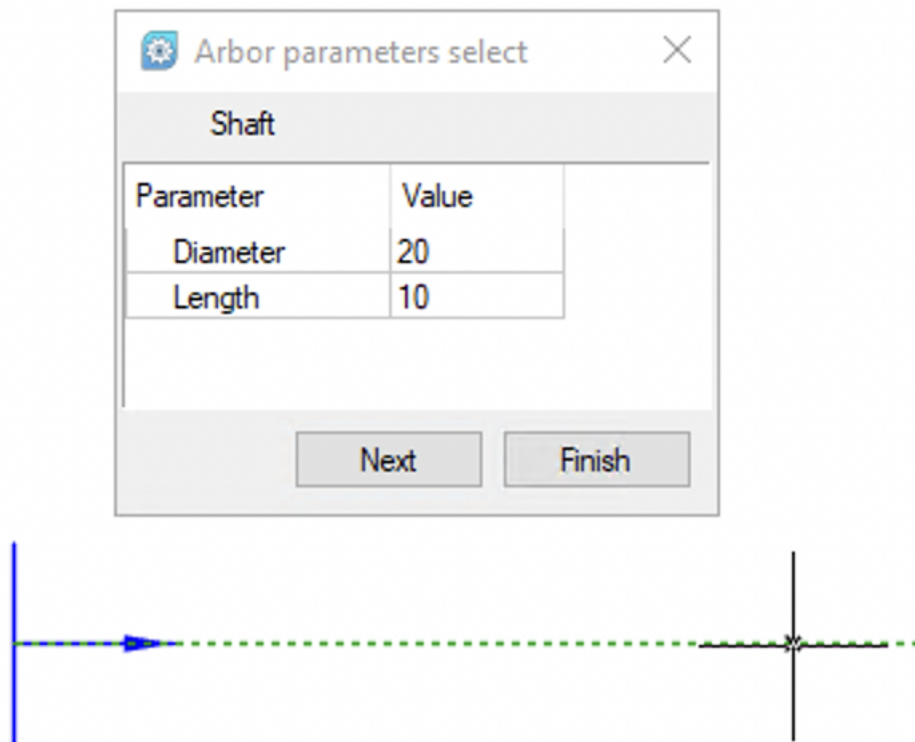 Arbor parameters select
Shaft
Parameter Value
Diameter 20
Length 10
Next Finish